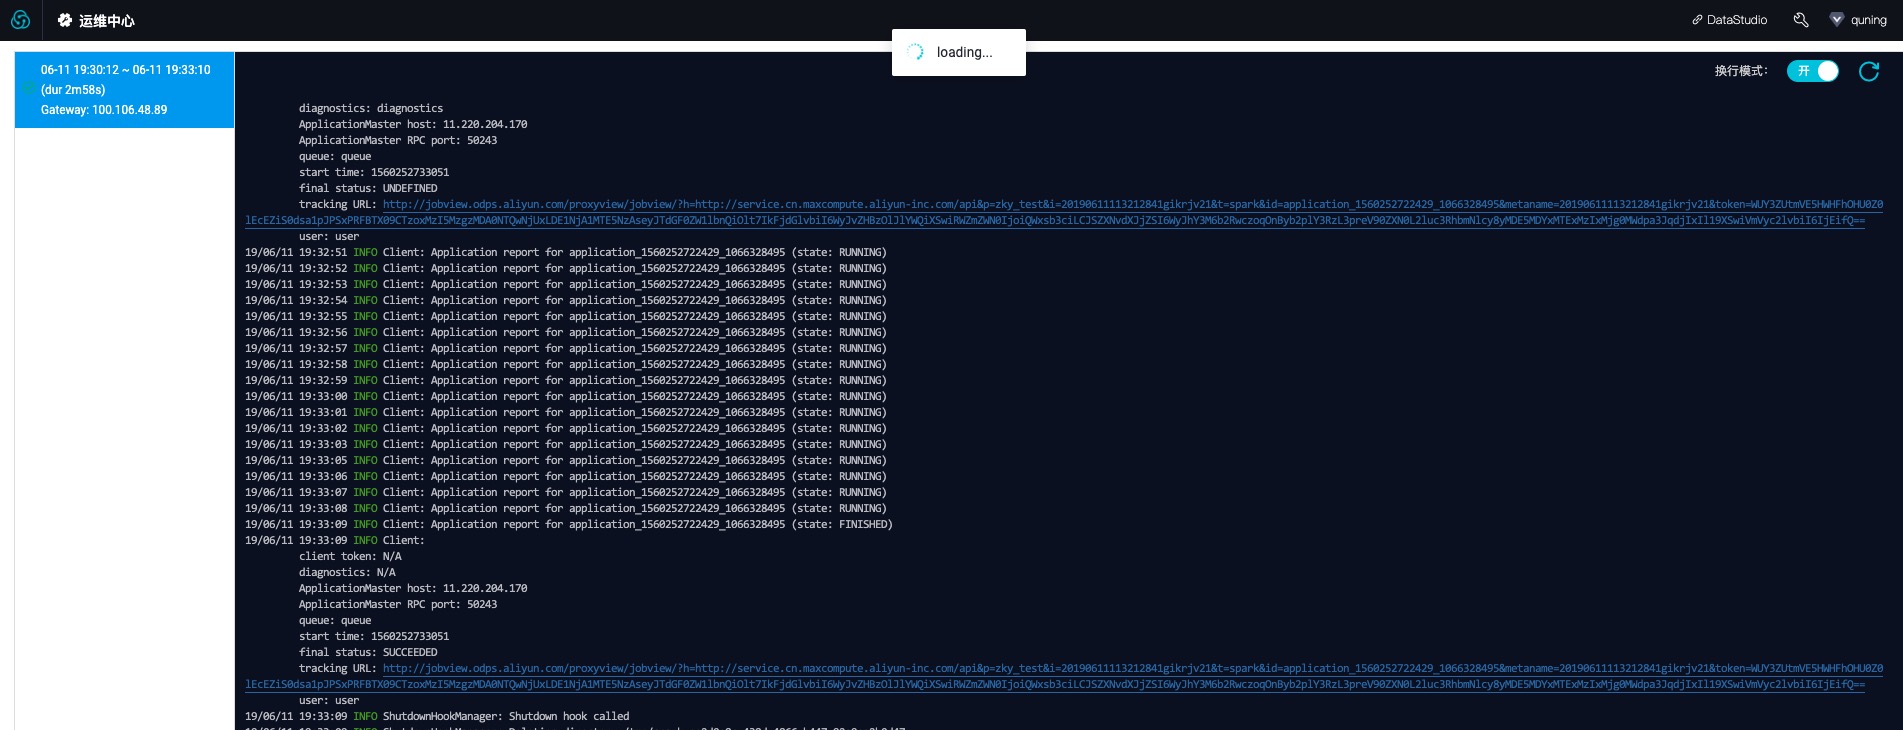 运维中心
DataStudio
quning
loading...
06-11 19:30:12 ~ 06-11 19:33:10
(dur 2m58s)
Gateway: 100.106.48.89
换行模式：
开
diagnostics: diagnostics
ApplicationMaster host: 11.220.204.170
ApplicationMaster RPC port: 50243
queue: queue
start time: 1560252733051
final status: UNDEFINED
tracking URL: http://jobview.odps.aliyun.com/proxyview/jobview/?h=http://service.cn.maxcompute.aliyun-inc.com/api&p=zky_test&i=20190611113212841gikrjv21&t=spark&id=application_1560252722429_1066328495&metaname=20190611113212841gikrjv21&token=
user: user
19/06/11 19:32:51 INFO Client: Application report for application_1560252722429_1066328495 (state: RUNNING)
19/06/11 19:32:52 INFO Client: Application report for application_1560252722429_1066328495 (state: RUNNING)
19/06/11 19:32:53 INFO Client: Application report for application_1560252722429_1066328495 (state: RUNNING)
19/06/11 19:32:54 INFO Client: Application report for application_1560252722429_1066328495 (state: RUNNING)
19/06/11 19:32:55 INFO Client: Application report for application_1560252722429_1066328495 (state: RUNNING)
19/06/11 19:32:56 INFO Client: Application report for application_1560252722429_1066328495 (state: RUNNING)
19/06/11 19:32:57 INFO Client: Application report for application_1560252722429_1066328495 (state: RUNNING)
19/06/11 19:32:58 INFO Client: Application report for application_1560252722429_1066328495 (state: RUNNING)
19/06/11 19:32:59 INFO Client: Application report for application_1560252722429_1066328495 (state: RUNNING)
19/06/11 19:33:00 INFO Client: Application report for application_1560252722429_1066328495 (state: RUNNING)
19/06/11 19:33:01 INFO Client: Application report for application_1560252722429_1066328495 (state: RUNNING)
19/06/11 19:33:02 INFO Client: Application report for application_1560252722429_1066328495 (state: RUNNING)
19/06/11 19:33:03 INFO Client: Application report for application_1560252722429_1066328495 (state: RUNNING)
19/06/11 19:33:05 INFO Client: Application report for application_1560252722429_1066328495 (state: RUNNING)
19/06/11 19:33:06 INFO Client: Application report for application_1560252722429_1066328495 (state: RUNNING)
19/06/11 19:33:07 INFO Client: Application report for application_1560252722429_1066328495 (state: RUNNING)
19/06/11 19:33:08 INFO Client: Application report for application_1560252722429_1066328495 (state: RUNNING)
19/06/11 19:33:09 INFO Client: Application report for application_1560252722429_1066328495 (state: FINISHED)
19/06/11 19:33:09 INFO Client:
client token: N/A
diagnostics: N/A
ApplicationMaster host: 11.220.204.170
ApplicationMaster RPC port: 50243
queue: queue
start time: 1560252733051
final status: SUCCEEDED
tracking URL: http://jobview.odps.aliyun.com/proxyview/jobview/?h=http://service.cn.maxcompute.aliyun-inc.com/api&p=zky_test&i=20190611113212841gikrjv21&t=spark&id=application_1560252722429_1066328495&metaname=20190611113212841gikrjv21&token=
user: user
19/06/11 19:33:09 INFO ShutdownHookManager: Shutdown hook called